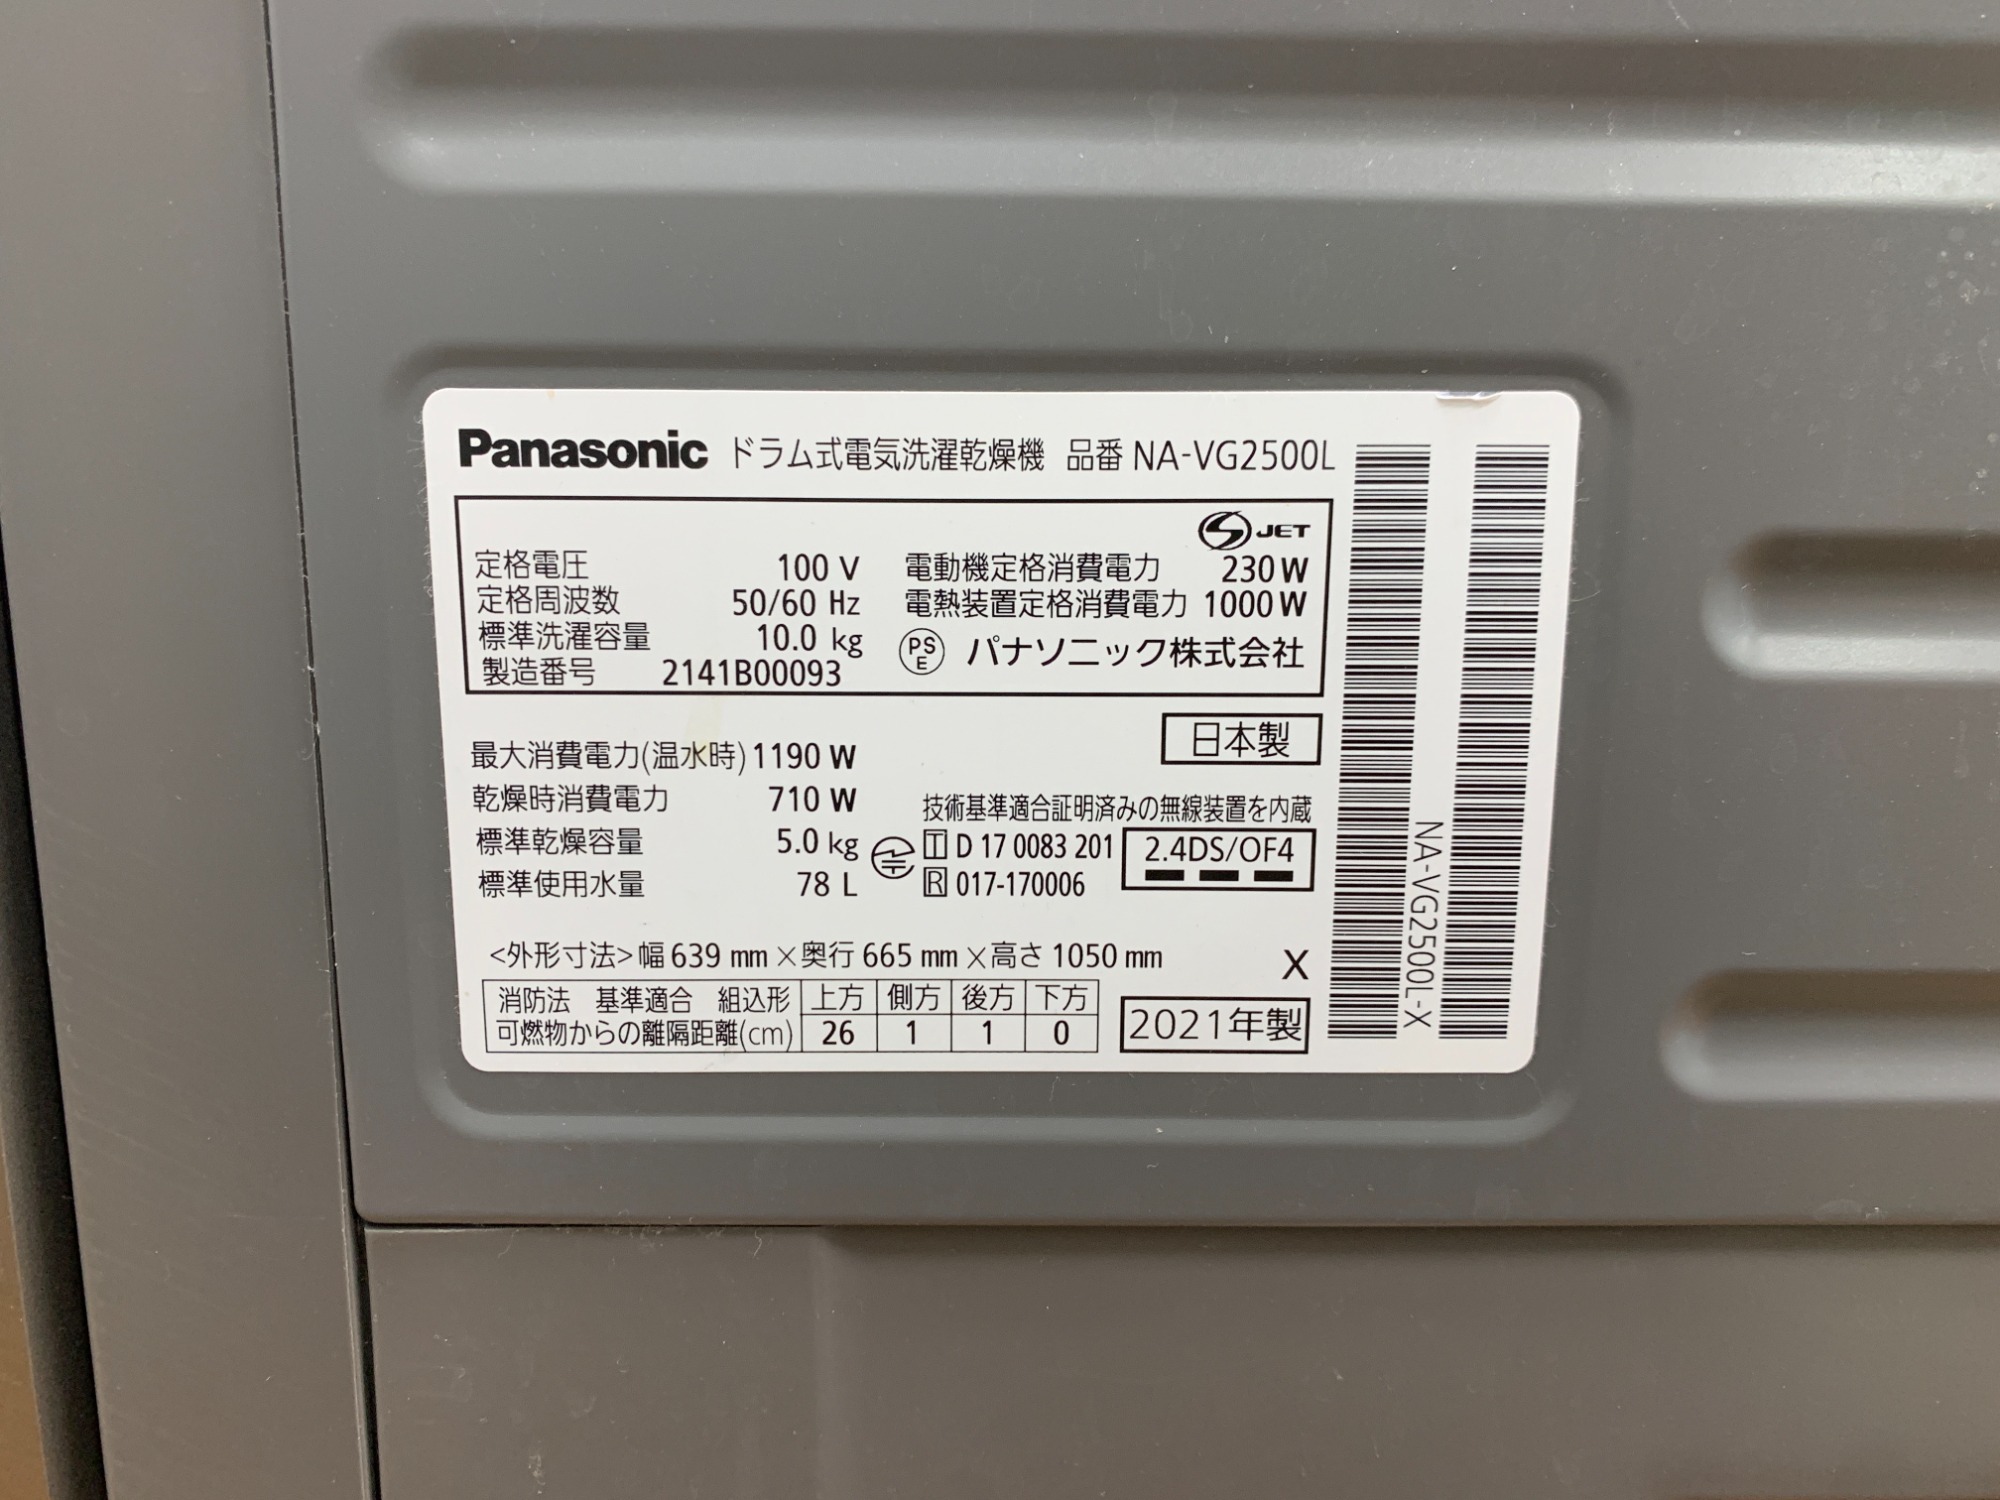 Panasonic ドラム式電気洗濯乾燥機 品番 NA-VG2500L
S JET
定格電圧 100 V 電動機定格消費電力 230 W
定格周波数 50/60 Hz 電熱装置定格消費電力 1000 W
標準洗濯容量 10.0 kg PSE パナソニック株式会社
製造番号 2141B00093
日本製
最大消費電力(温水時) 1190 W
乾燥時消費電力 710 W 技術基準適合証明済みの無線装置を内蔵
標準乾燥容量 5.0 kg T D 17 0083 201 2.4DS/OF4
標準使用水量 78 L R 017-170006
<外形寸法> 幅 639 mm × 奥行 665 mm × 高さ 1050 mm X
消防法 基準適合 組込形 上方 側方 後方 下方
可燃物からの離隔距離(cm) 26 1 1 0
2021年製
NA-VG2500L-X